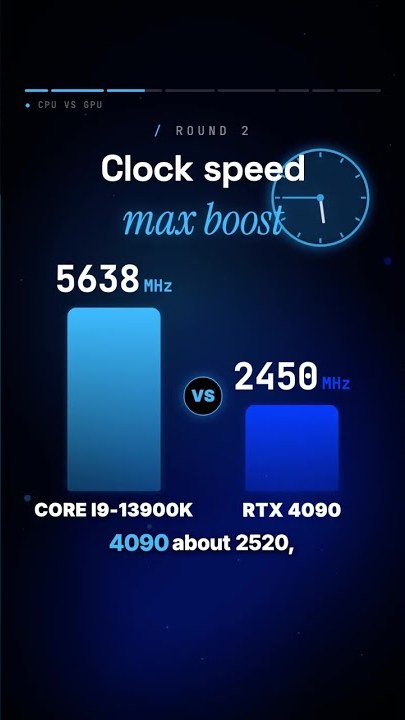 CPU VS GPU
/ ROUND 2
Clock speed
max boost
5638 MHz
2450 MHz
VS
CORE I9-13900K
RTX 4090
4090 about 2520,